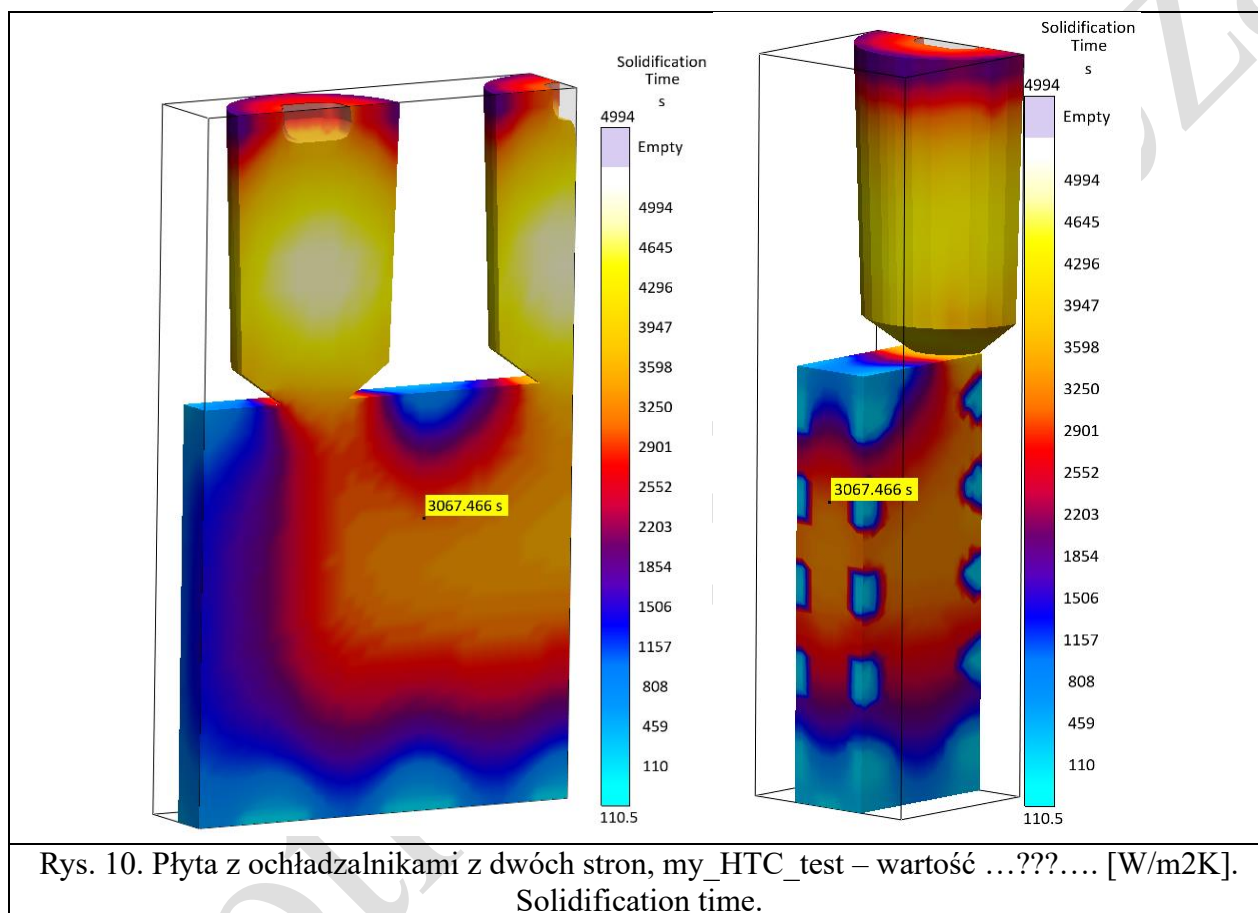 Solidification
Time
s
4994
Empty
4994
4645
4296
3947
3598
3250
2901
2552
2203
1854
1506
1157
808
459
110
110.5
3067.466 s
Solidification
Time
s
4994
Empty
4994
4645
4296
3947
3598
3250
2901
2552
2203
1854
1506
1157
808
459
110
110.5
3067.466 s
Rys. 10. Płyta z ochładzalnikami z dwóch stron, my_HTC_test – wartość …???…. [W/m2K].
Solidification time.